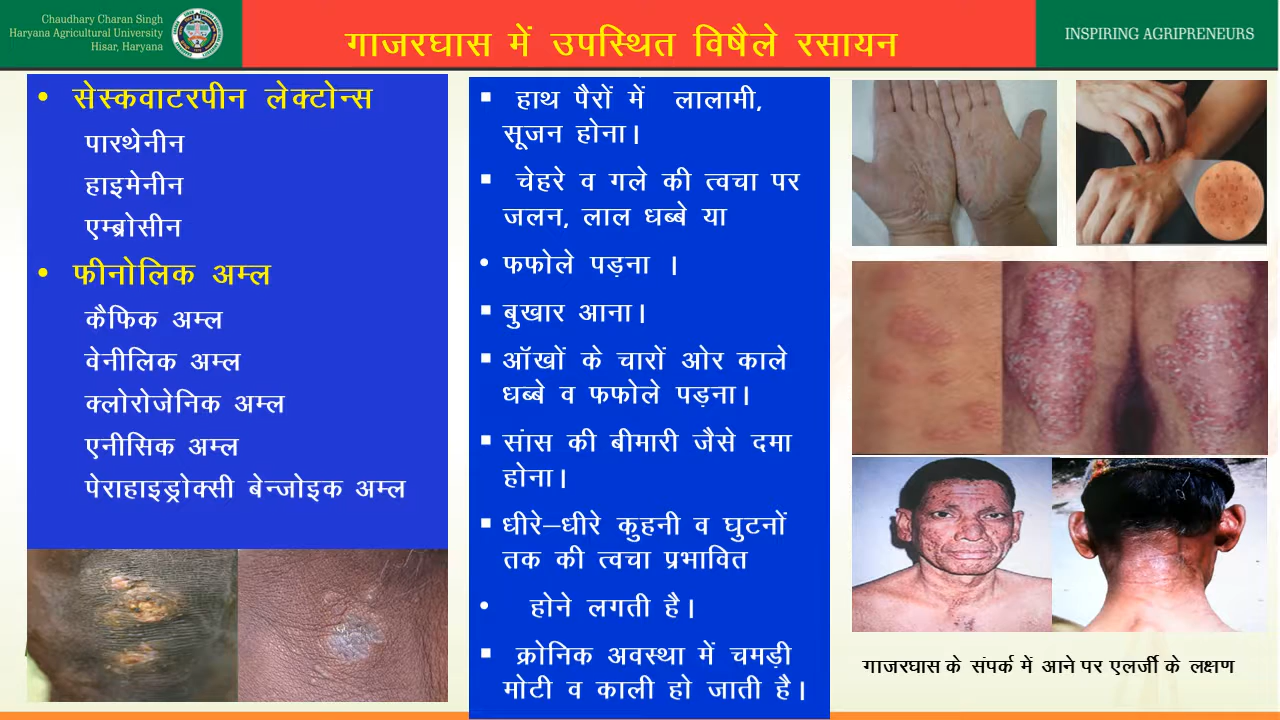 Chaudhary Charan Singh
Haryana Agricultural University
Hisar, Haryana
गाजरघास में उपस्थित विषैले रसायन
INSPIRING AGRIPRENEURS
• सेस्कवाटरपीन लेक्टोन्स
पारथेनीन
हाइमेनीन
एम्ब्रोसीन
• फीनोलिक अम्ल
कैफिक अम्ल
वेनीलिक अम्ल
क्लोरोजेनिक अम्ल
एनीसिक अम्ल
पेराहाइड्रोक्सी बेन्जोइक अम्ल
▪ हाथ पैरों में लालामी,
सूजन होना।
▪ चेहरे व गले की त्वचा पर
जलन, लाल धब्बे या
• फफोले पड़ना ।
▪ बुखार आना।
▪ ऑखों के चारों ओर काले
धब्बे व फफोले पड़ना।
▪ सांस की बीमारी जैसे दमा
होना।
▪ धीरे–धीरे कुहनी व घुटनों
तक की त्वचा प्रभावित
• होने लगती है।
▪ क्रोनिक अवस्था में चमड़ी
मोटी व काली हो जाती है।
गाजरघास के संपर्क में आने पर एलर्जी के लक्षण